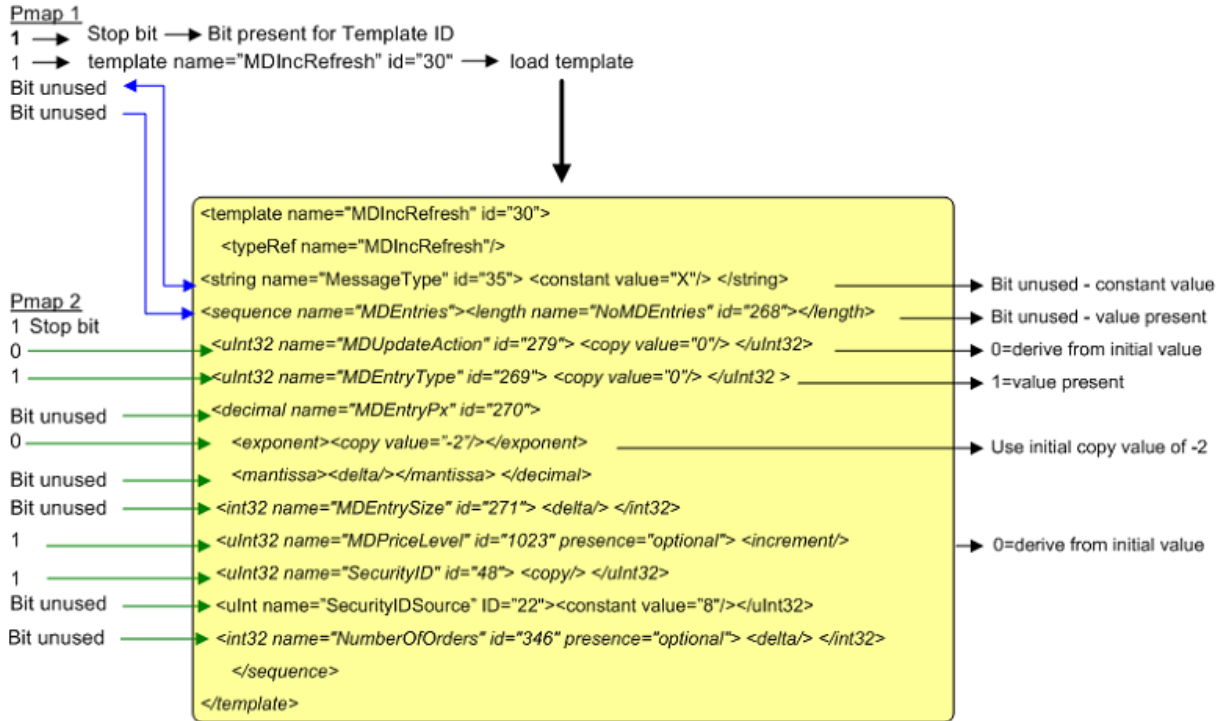 Pmap 1
1 Stop bit Bit present for Template ID
1 template name="MDIncRefresh" id="30" load template
Bit unused
Bit unused
<template name="MDIncRefresh" id="30">
<typeRef name="MDIncRefresh"/>
<string name="MessageType" id="35"> <constant value="X"/> </string> Bit unused - constant value
Pmap 2
<sequence name="MDEntries"><length name="NoMDEntries" id="268"></length> Bit unused - value present
1 Stop bit
0 <uInt32 name="MDUpdateAction" id="279"> <copy value="0"/> </uInt32> 0=derive from initial value
1 <uInt32 name="MDEntryType" id="269"> <copy value="0"/> </uInt32 > 1=value present
Bit unused <decimal name="MDEntryPx" id="270">
0 <exponent><copy value="-2"/></exponent> Use initial copy value of -2
Bit unused <mantissa><delta/></mantissa> </decimal>
Bit unused <int32 name="MDEntrySize" id="271"> <delta/> </int32>
1 <uInt32 name="MDPriceLevel" id="1023" presence="optional"> <increment/> 0=derive from initial value
1 <uInt32 name="SecurityID" id="48"> <copy/> </uInt32>
Bit unused <uInt name="SecurityIDSource" ID="22"><constant value="8"/></uInt32>
Bit unused <int32 name="NumberOfOrders" id="346" presence="optional"> <delta/> </int32>
</sequence>
</template>